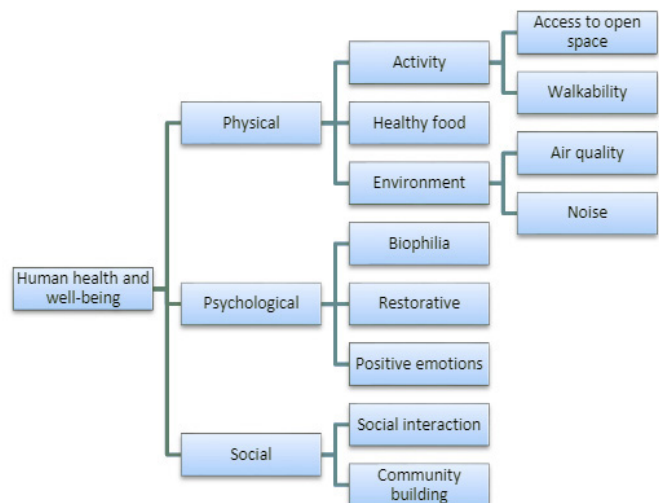 Access to open
space
Activity
Walkability
Physical
Healthy food
Air quality
Environment
Noise
Biophilia
Human health and
well-being
Psychological
Restorative
Positive emotions
Social interaction
Social
Community
building